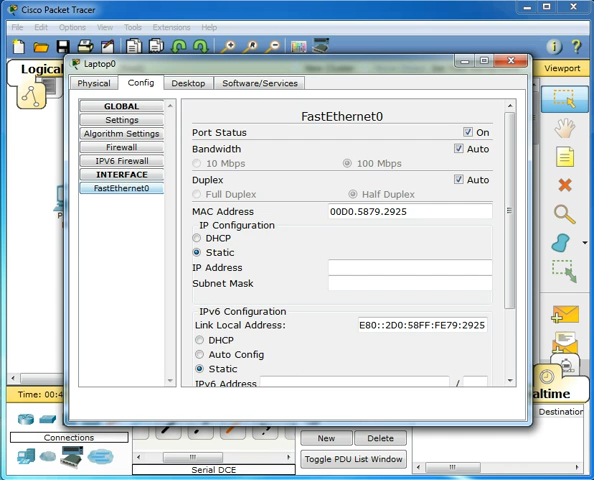 Cisco Packet Tracer
File Edit Options View Tools Extensions Help
Logical
Viewport
Laptop0
Physical Config Desktop Software/Services
GLOBAL
Settings
Algorithm Settings
Firewall
IPV6 Firewall
INTERFACE
FastEthernet0
FastEthernet0
Port Status On
Bandwidth Auto
10 Mbps 100 Mbps
Duplex Auto
Full Duplex Half Duplex
MAC Address 00D0.5879.2925
IP Configuration
DHCP
Static
IP Address
Subnet Mask
IPv6 Configuration
Link Local Address: E80::2D0:58FF:FE79:2925
DHCP
Auto Config
Static
IPv6 Address /
Time: 00:4
ealtime
Destination
Connections
New Delete
Toggle PDU List Window
Serial DCE